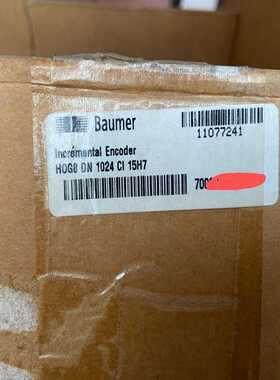 Baumer
11077241
Incremental Encoder
HOG8 DN 1024 CI 15H7
700